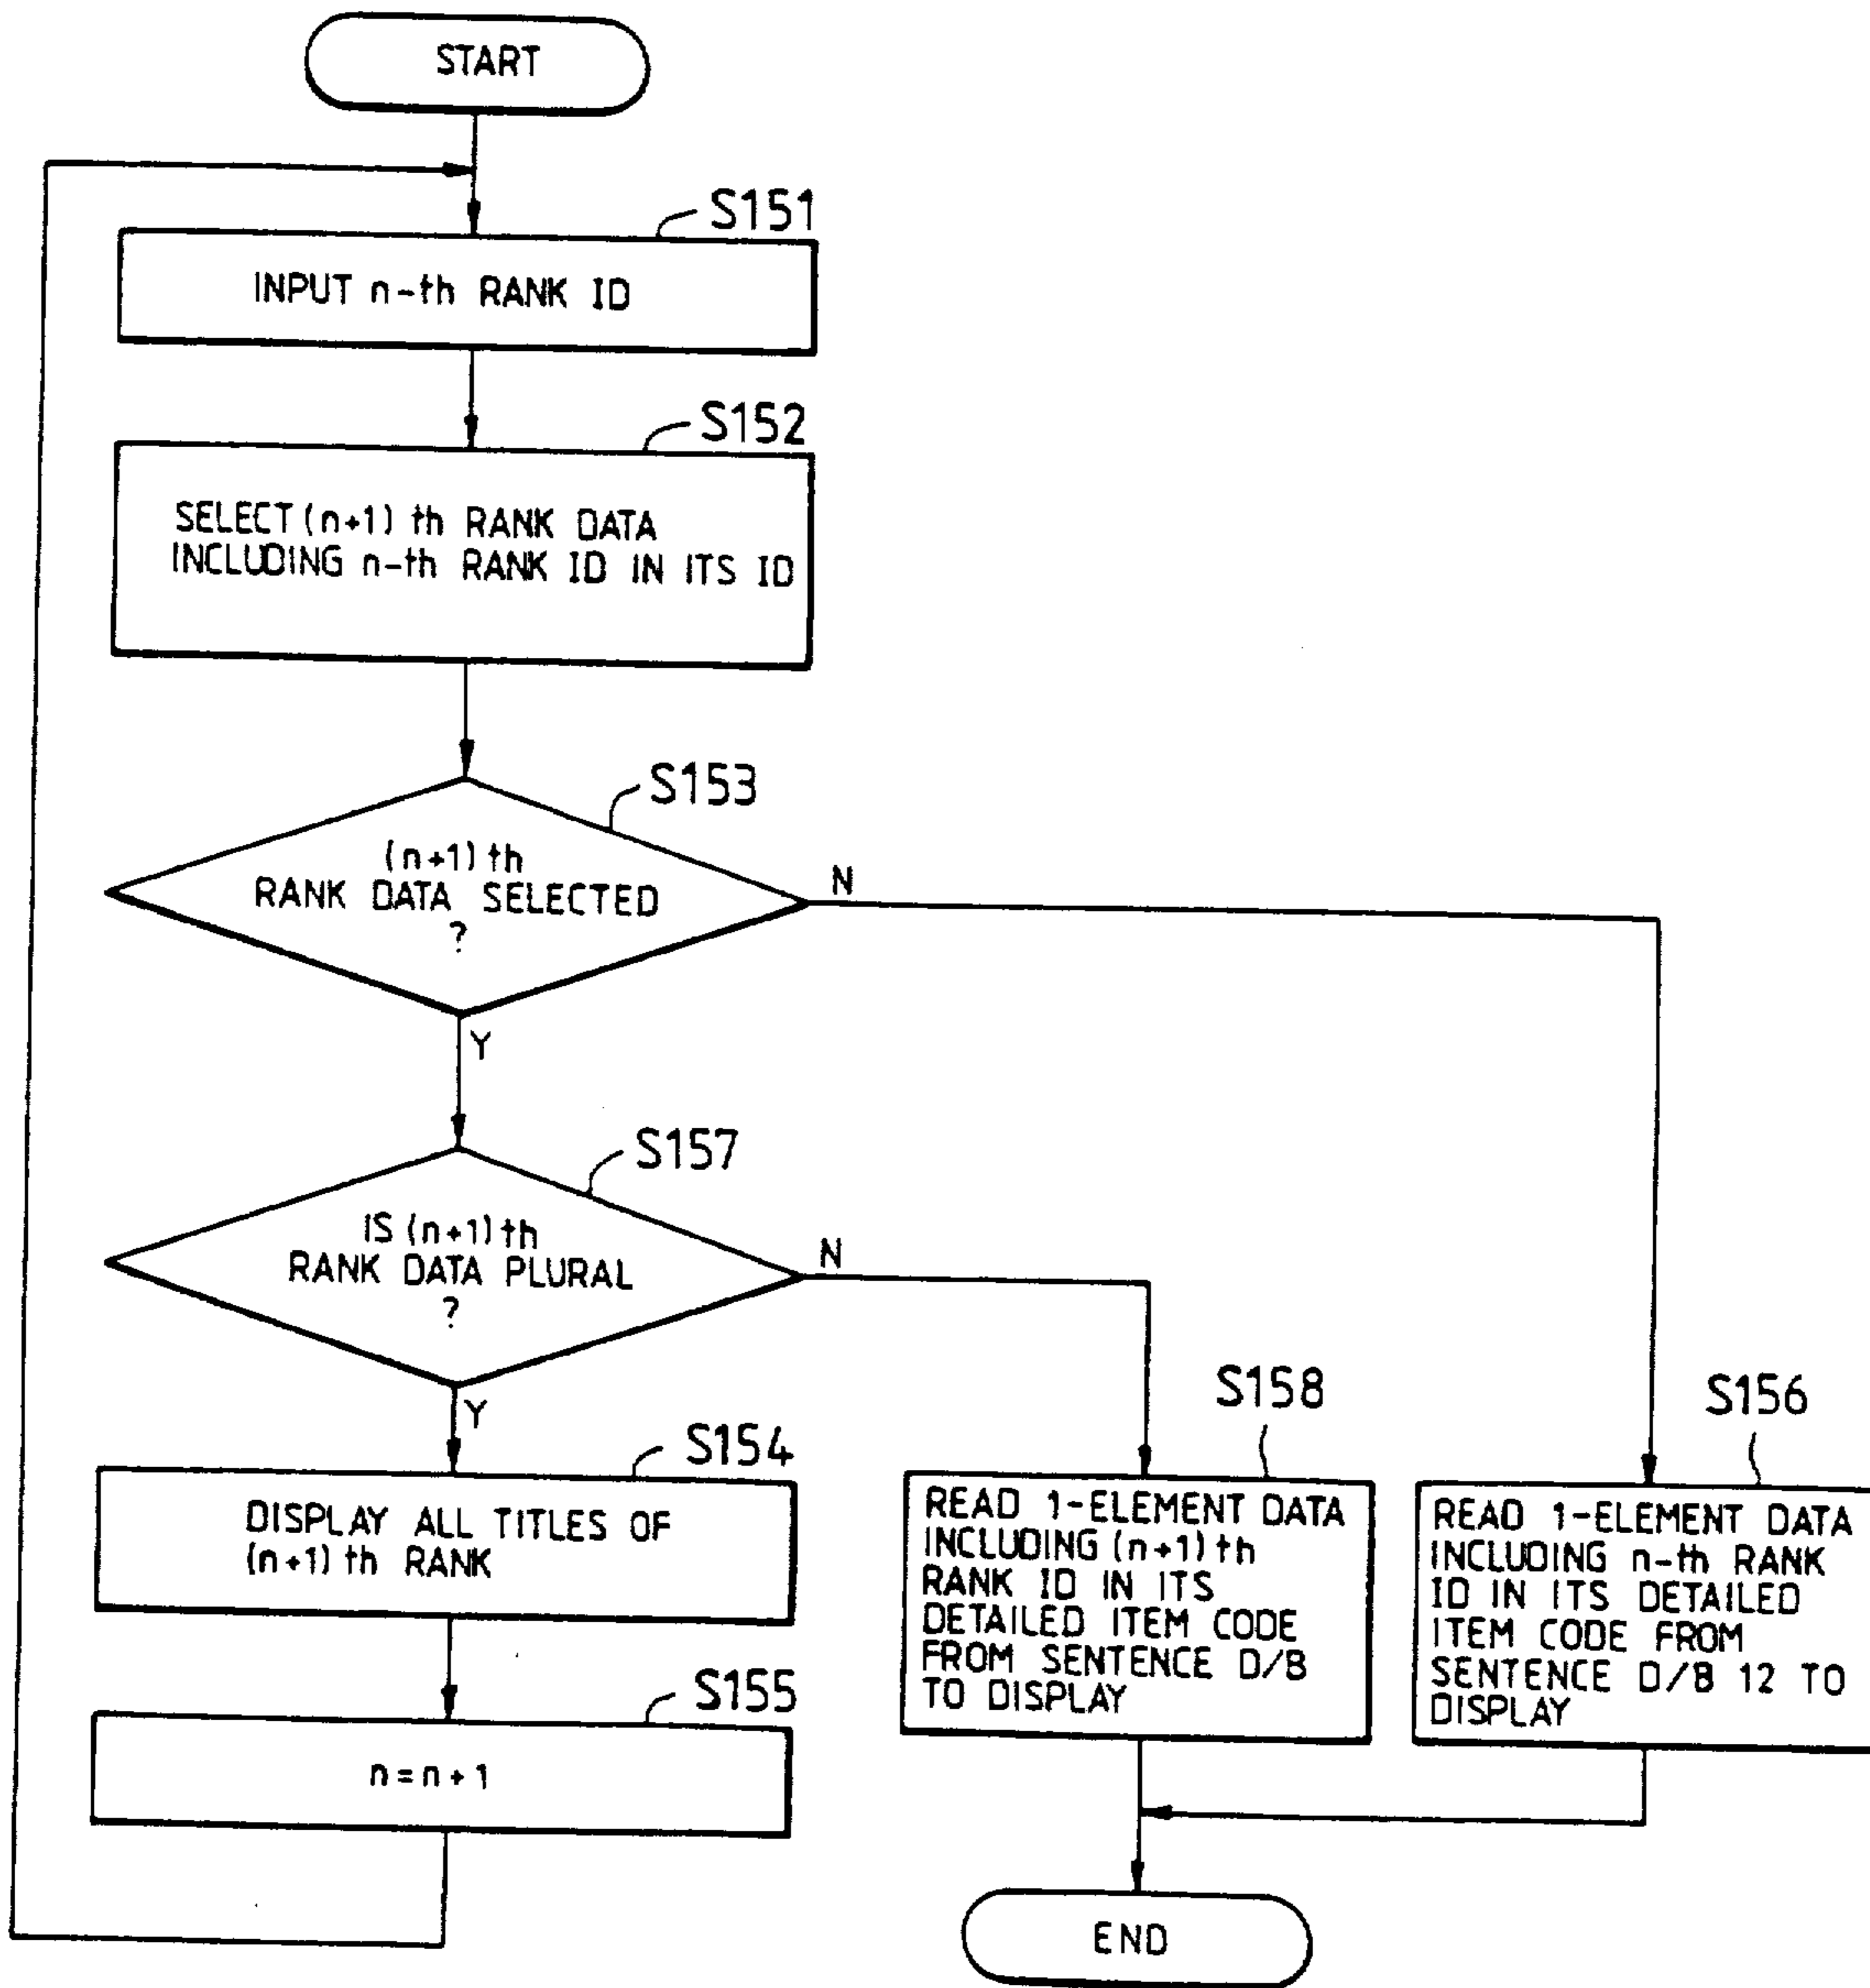 START
S151
INPUT n-th RANK ID
S152
SELECT (n+1) th RANK DATA
INCLUDING n-th RANK ID IN ITS ID
S153
(n+1) th
RANK DATA SELECTED
?
N
Y
S157
IS (n+1) th
RANK DATA PLURAL
?
N
Y
S154
DISPLAY ALL TITLES OF
(n+1) th RANK
S155
n = n + 1
S158
READ 1-ELEMENT DATA
INCLUDING (n+1) th
RANK ID IN ITS
DETAILED ITEM CODE
FROM SENTENCE D/B
TO DISPLAY
S156
READ 1-ELEMENT DATA
INCLUDING n-th RANK
ID IN ITS DETAILED
ITEM CODE FROM
SENTENCE D/B 12 TO
DISPLAY
END